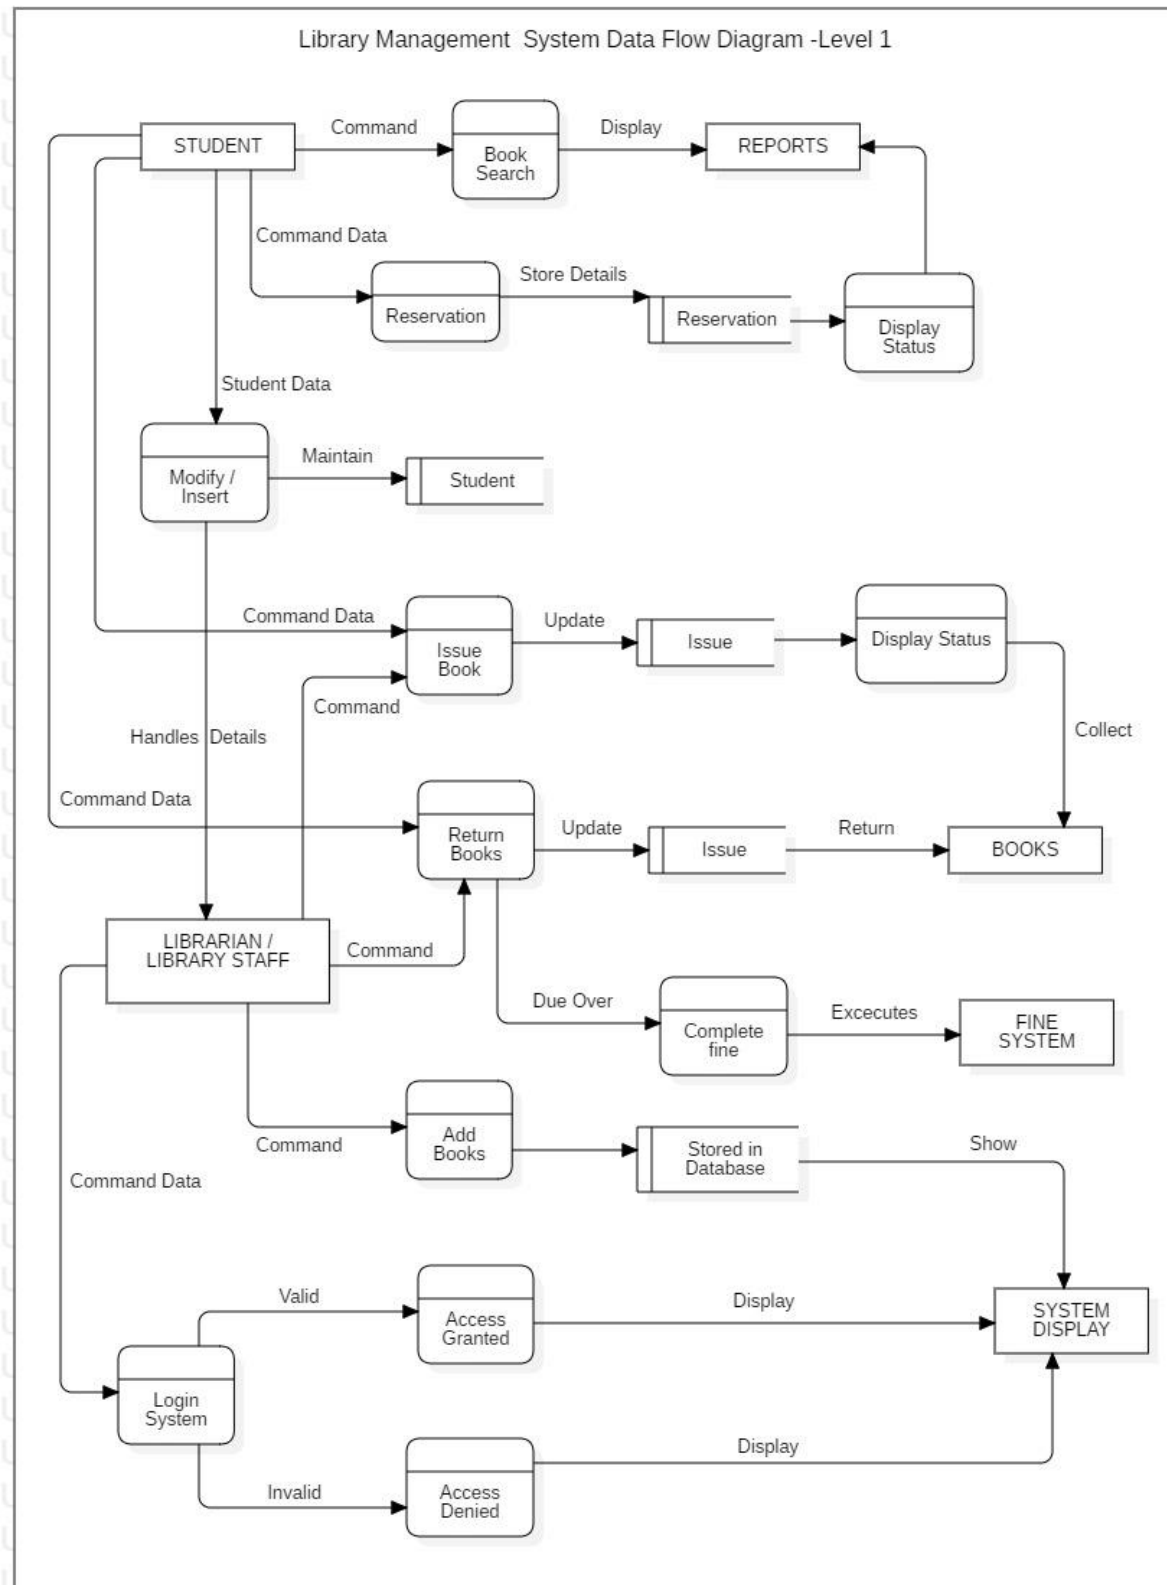 Library Management System Data Flow Diagram -Level 1
STUDENT
Command
Book
Search
Display
REPORTS
Command Data
Reservation
Store Details
Reservation
Display
Status
Student Data
Modify /
Insert
Maintain
Student
Command Data
Issue
Book
Update
Issue
Display Status
Command
Handles Details
Collect
Command Data
Return
Books
Update
Issue
Return
BOOKS
LIBRARIAN /
LIBRARY STAFF
Command
Due Over
Complete
fine
Excecutes
FINE
SYSTEM
Command
Add
Books
Stored in
Database
Show
Command Data
Valid
Access
Granted
Display
SYSTEM
DISPLAY
Login
System
Invalid
Access
Denied
Display